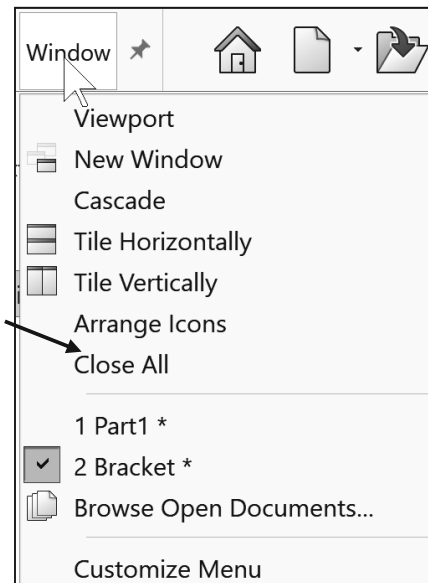 Window
Viewport
New Window
Cascade
Tile Horizontally
Tile Vertically
Arrange Icons
Close All
1 Part1 *
2 Bracket *
Browse Open Documents...
Customize Menu